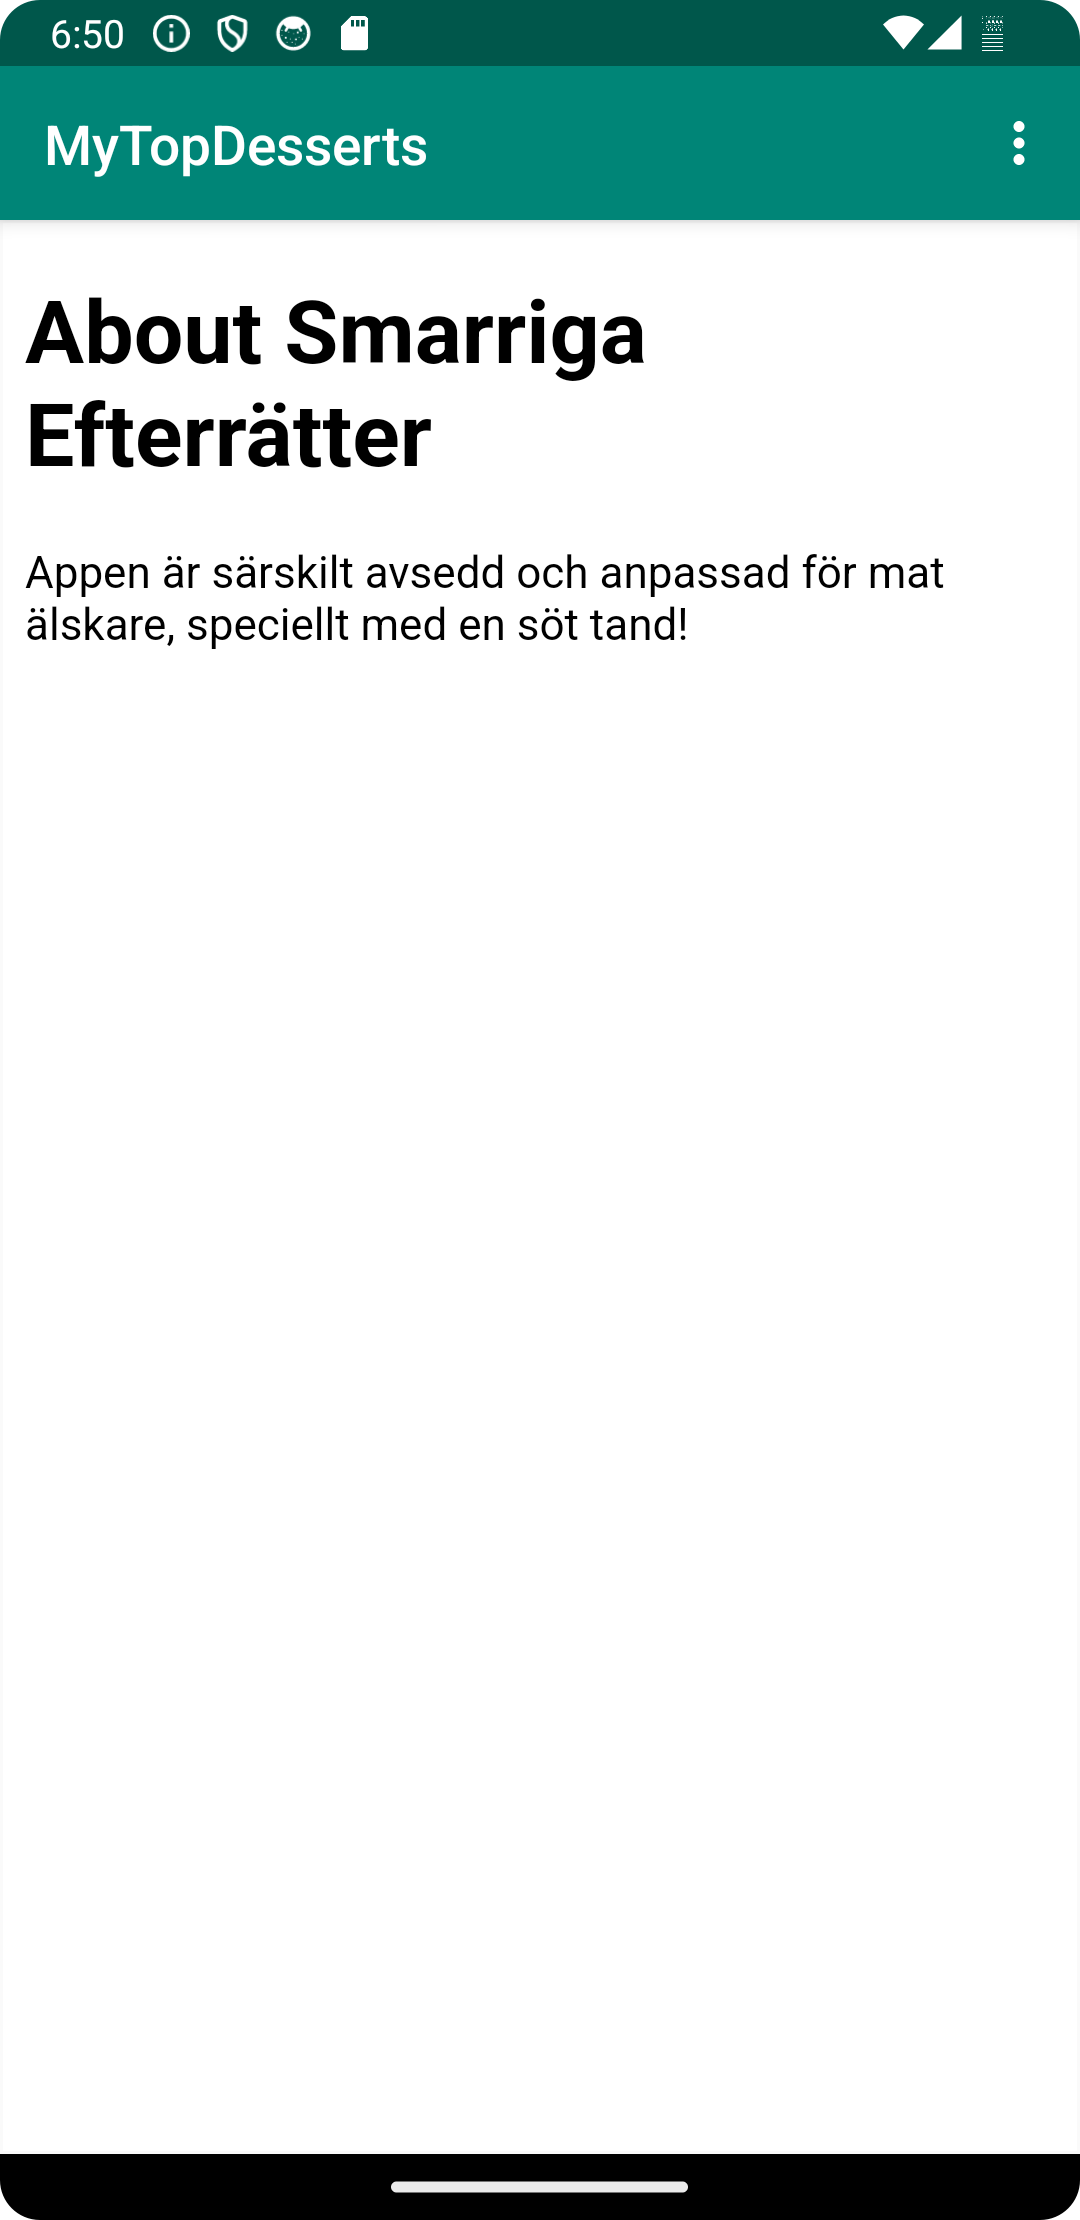 6:50
MyTopDesserts
About Smarriga
Efterrätter
Appen är särskilt avsedd och anpassad för mat
älskare, speciellt med en söt tand!